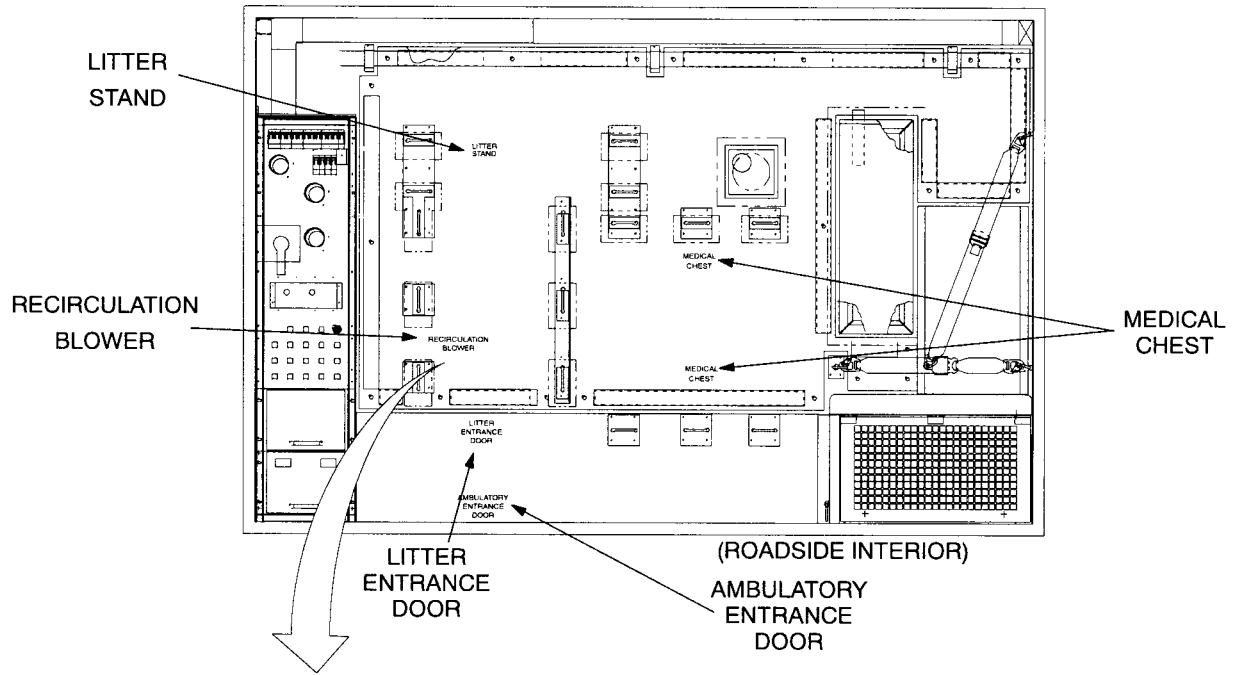 LITTER
STAND
LITTER
STAND
MEDICAL
CHEST
RECIRCULATION
BLOWER
RECIRCULATION
BLOWER
MEDICAL
CHEST
MEDICAL
CHEST
LITTER
ENTRANCE
DOOR
AMBULATORY
ENTRANCE
DOOR
(ROADSIDE INTERIOR)
LITTER
ENTRANCE
DOOR
AMBULATORY
ENTRANCE
DOOR